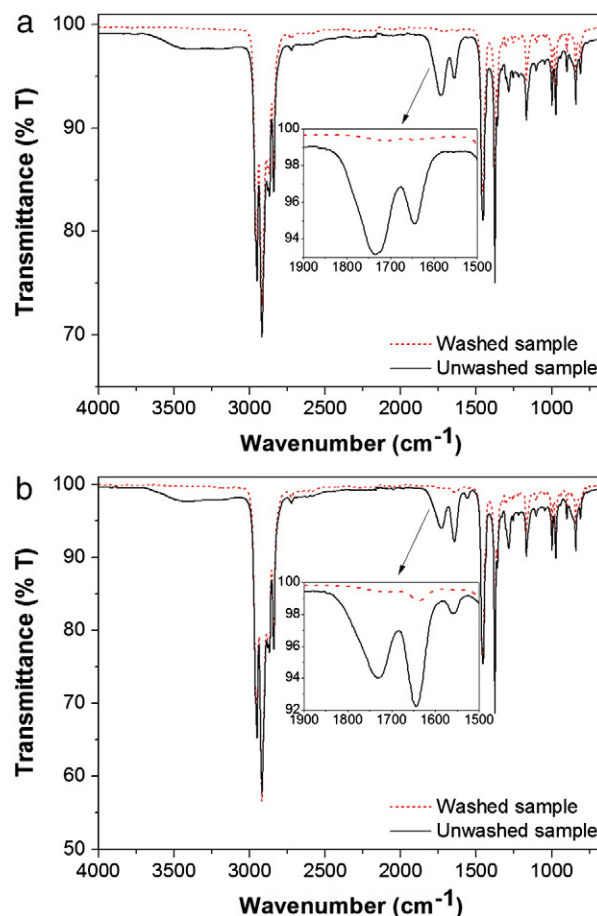 a
100
90
80
70
Transmittance (% T)
100
98
96
94
1900 1800 1700 1600 1500
Washed sample
Unwashed sample
4000 3500 3000 2500 2000 1500 1000
Wavenumber (cm⁻¹)
b
100
90
80
70
60
50
Transmittance (% T)
100
98
96
94
92
1900 1800 1700 1600 1500
Washed sample
Unwashed sample
4000 3500 3000 2500 2000 1500 1000
Wavenumber (cm⁻¹)